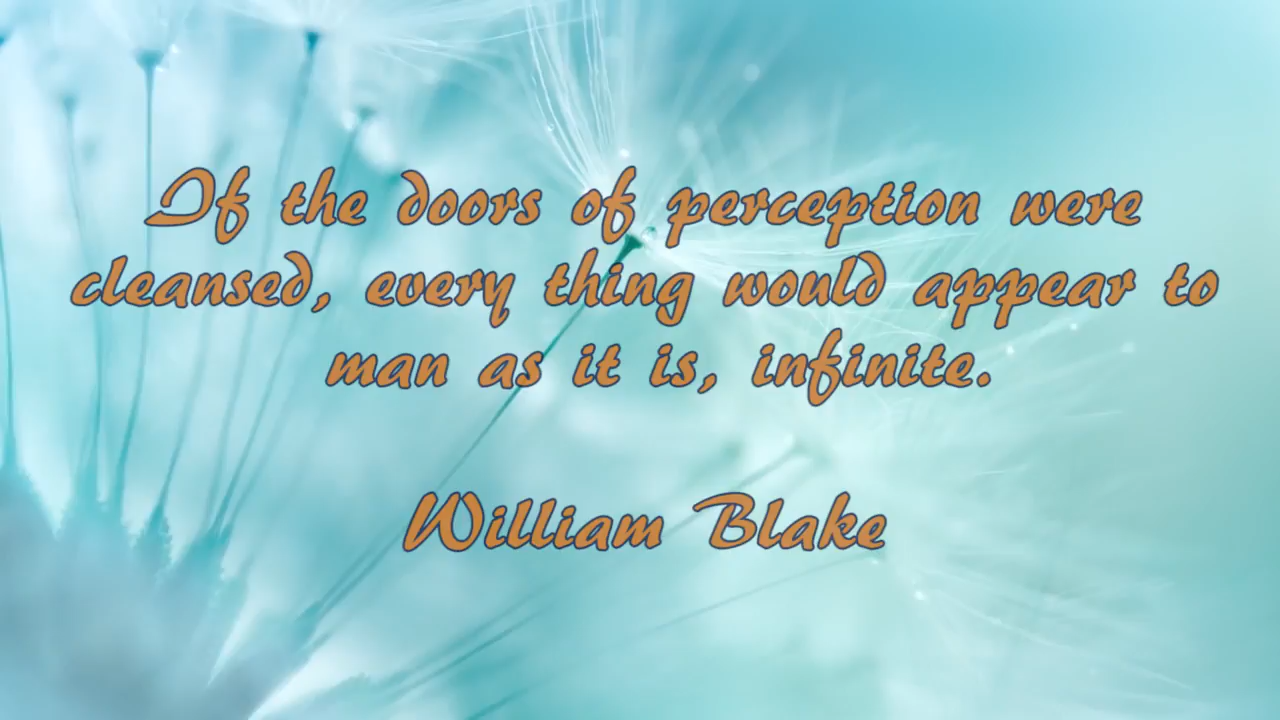 If the doors of perception were
cleansed, every thing would appear to
man as it is, infinite.
William Blake